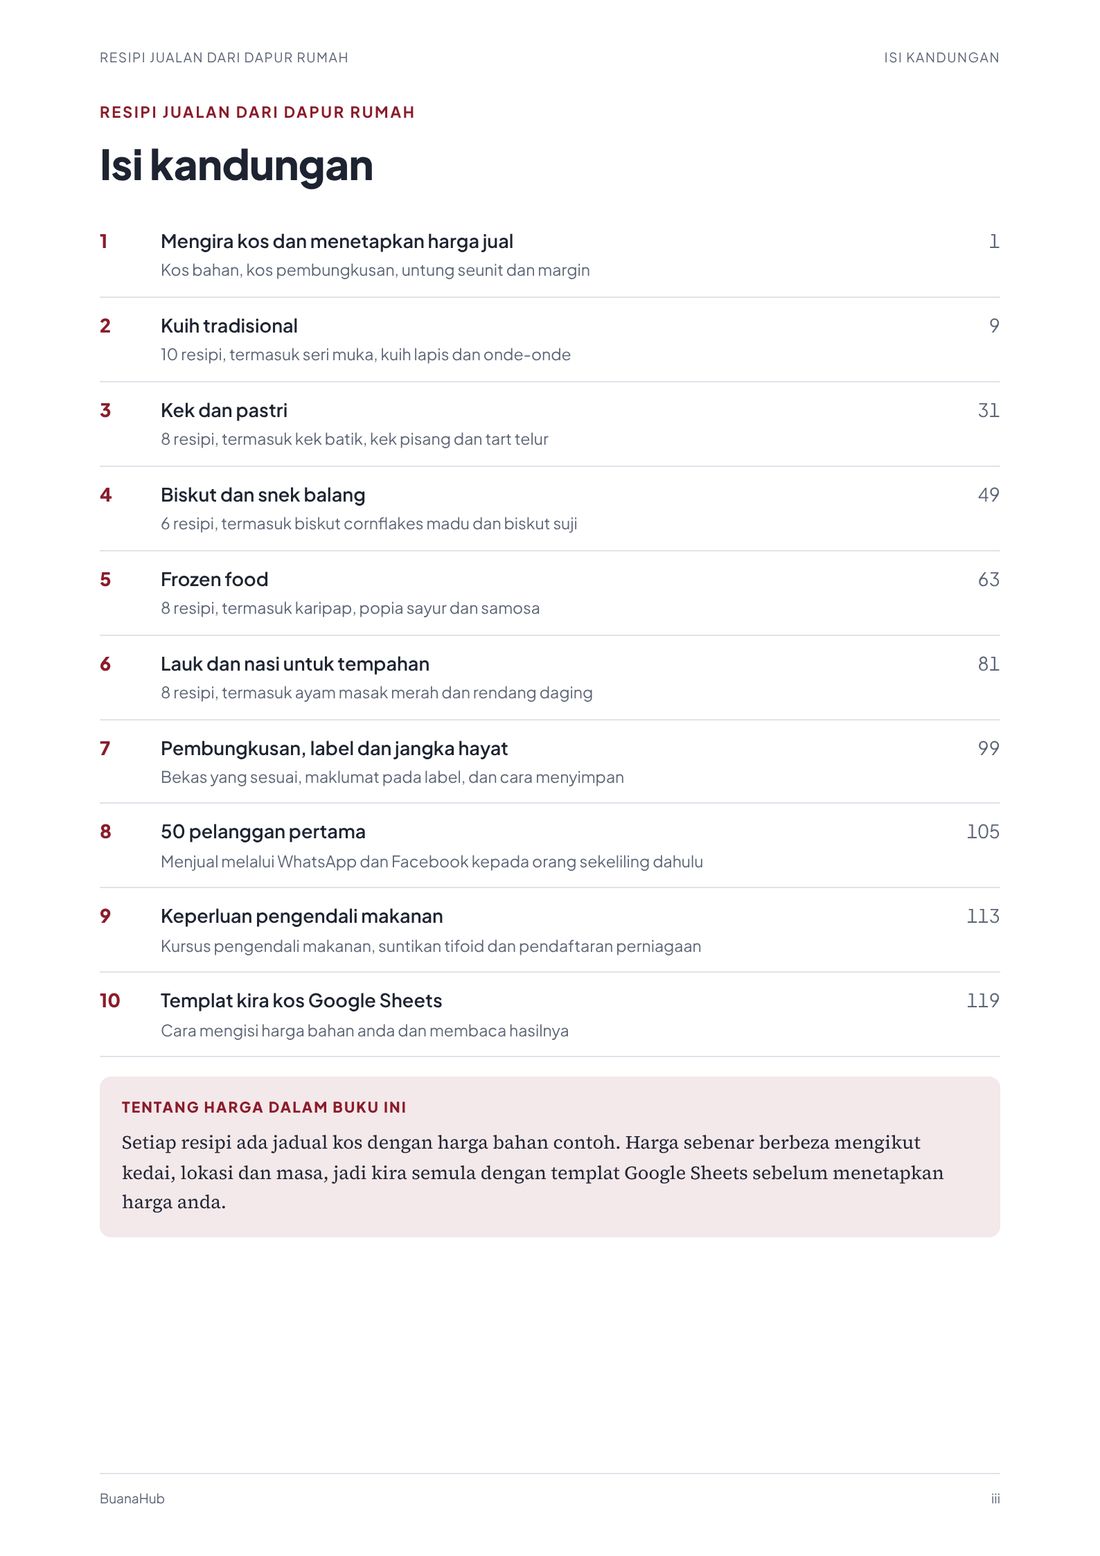 RESIPI JUALAN DARI DAPUR RUMAH
ISI KANDUNGAN
RESIPI JUALAN DARI DAPUR RUMAH
Isi kandungan
1 Mengira kos dan menetapkan harga jual 1
Kos bahan, kos pembungkusan, untung seunit dan margin
2 Kuih tradisional 9
10 resipi, termasuk seri muka, kuih lapis dan onde-onde
3 Kek dan pastri 31
8 resipi, termasuk kek batik, kek pisang dan tart telur
4 Biskut dan snek balang 49
6 resipi, termasuk biskut cornflakes madu dan biskut suji
5 Frozen food 63
8 resipi, termasuk karipap, popia sayur dan samosa
6 Lauk dan nasi untuk tempahan 81
8 resipi, termasuk ayam masak merah dan rendang daging
7 Pembungkusan, label dan jangka hayat 99
Bekas yang sesuai, maklumat pada label, dan cara menyimpan
8 50 pelanggan pertama 105
Menjual melalui WhatsApp dan Facebook kepada orang sekeliling dahulu
9 Keperluan pengendali makanan 113
Kursus pengendali makanan, suntikan tifoid dan pendaftaran perniagaan
10 Templat kira kos Google Sheets 119
Cara mengisi harga bahan anda dan membaca hasilnya
TENTANG HARGA DALAM BUKU INI
Setiap resipi ada jadual kos dengan harga bahan contoh. Harga sebenar berbeza mengikut
kedai, lokasi dan masa, jadi kira semula dengan templat Google Sheets sebelum menetapkan
harga anda.
BuanaHub
iii